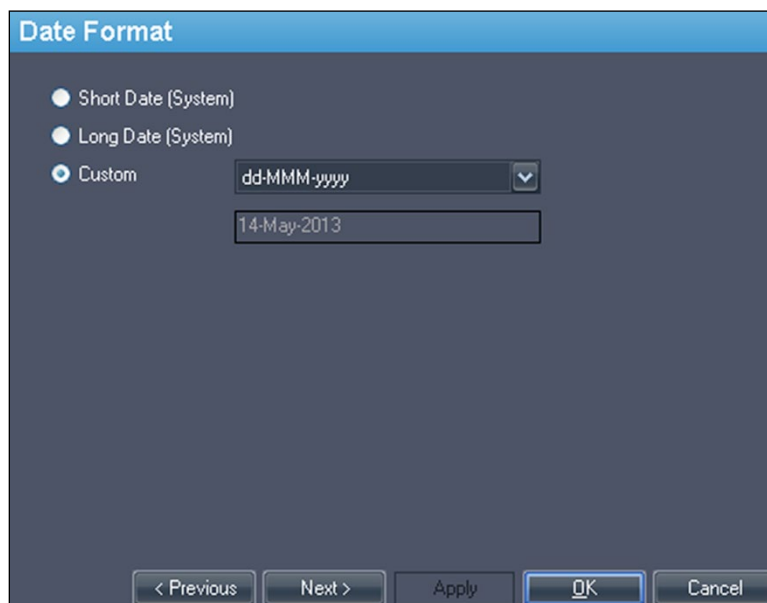 Date Format
Short Date (System)
Long Date (System)
Custom dd-MMM-yyyy
14-May-2013
< Previous Next > Apply OK Cancel